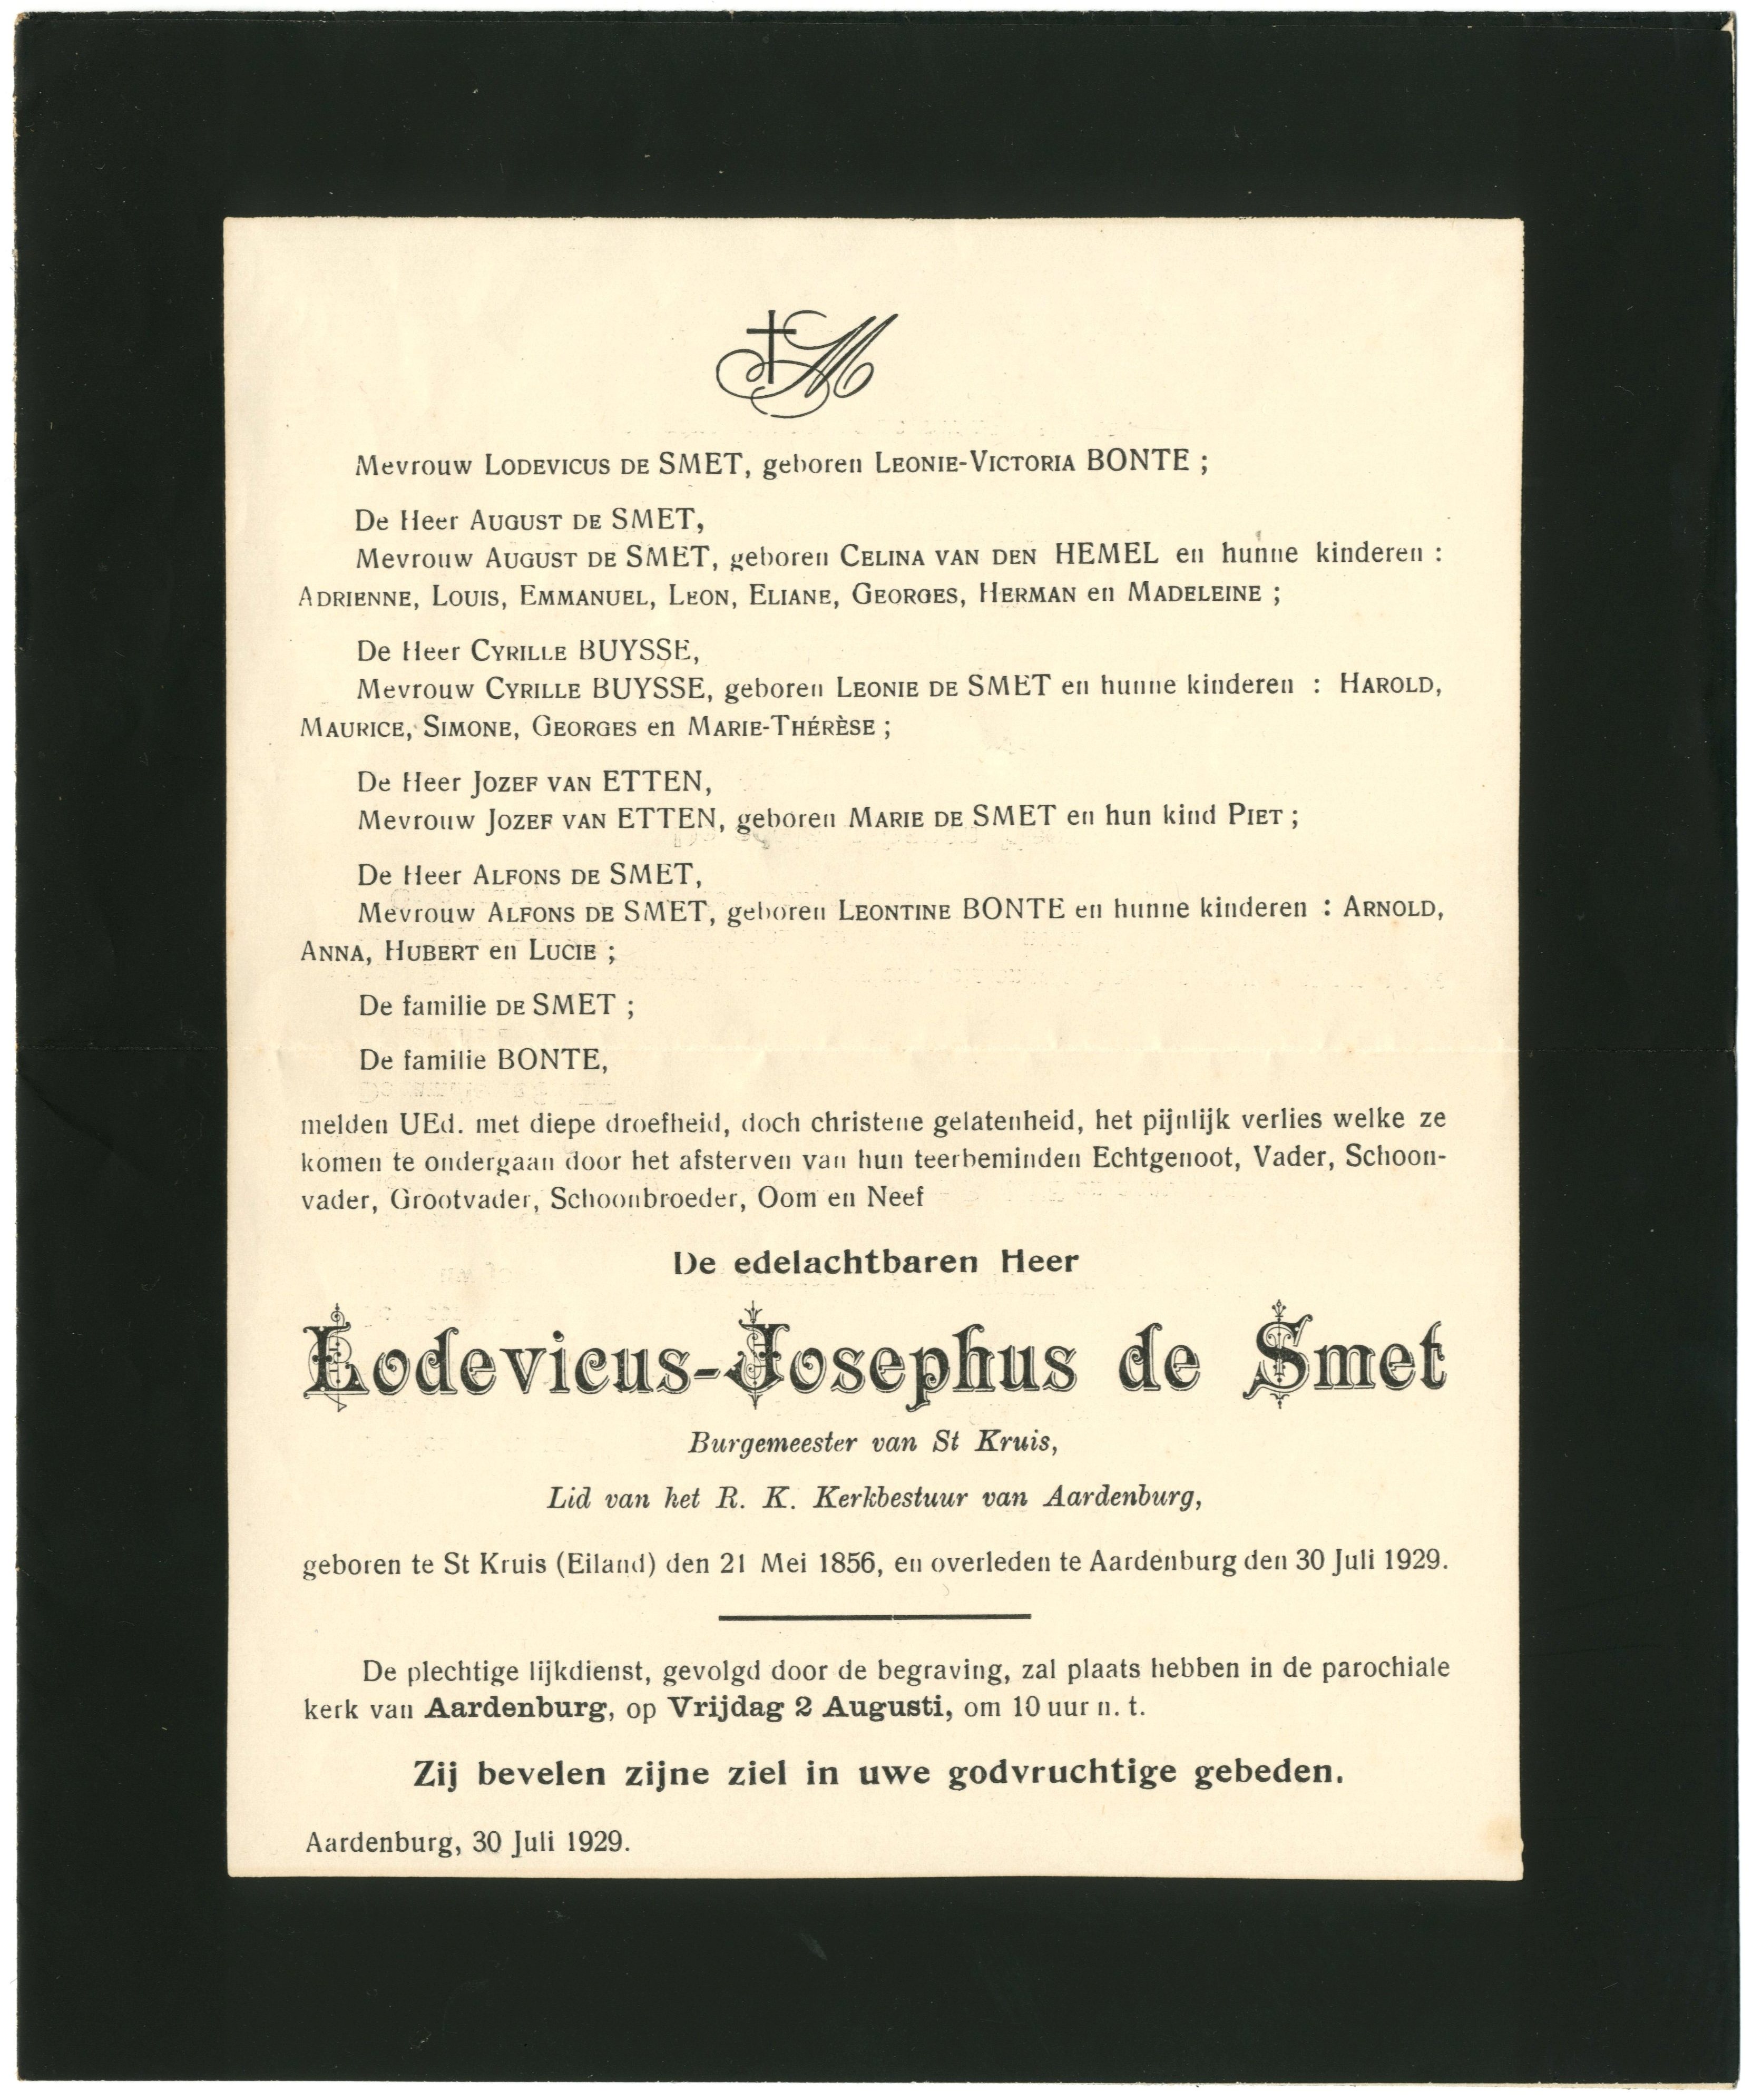 M
Mevrouw Lodevicus de SMET, geboren Leonie-Victoria BONTE ;
De Heer August de SMET,
Mevrouw August de SMET, geboren Celina van den HEMEL en hunne kinderen :
Adrienne, Louis, Emmanuel, Leon, Eliane, Georges, Herman en Madeleine ;
De Heer Cyrille BUYSSE,
Mevrouw Cyrille BUYSSE, geboren Leonie de SMET en hunne kinderen : Harold,
Maurice, Simone, Georges en Marie-Thérèse ;
De Heer Jozef van ETTEN,
Mevrouw Jozef van ETTEN, geboren Marie de SMET en hun kind Piet ;
De Heer Alfons de SMET,
Mevrouw Alfons de SMET, geboren Leontine BONTE en hunne kinderen : Arnold,
Anna, Hubert en Lucie ;
De familie de SMET ;
De familie BONTE,
melden UEd. met diepe droefheid, doch christene gelatenheid, het pijnlijk verlies welke ze
komen te ondergaan door het afsterven van hun teerbeminden Echtgenoot, Vader, Schoon-
vader, Grootvader, Schoonbroeder, Oom en Neef
De edelachtbaren Heer
Lodevicus-Josephus de Smet
Burgemeester van St Kruis,
Lid van het R. K. Kerkbestuur van Aardenburg,
geboren te St Kruis (Eiland) den 21 Mei 1856, en overleden te Aardenburg den 30 Juli 1929.
De plechtige lijkdienst, gevolgd door de begraving, zal plaats hebben in de parochiale
kerk van Aardenburg, op Vrijdag 2 Augusti, om 10 uur n. t.
Zij bevelen zijne ziel in uwe godvruchtige gebeden.
Aardenburg, 30 Juli 1929.